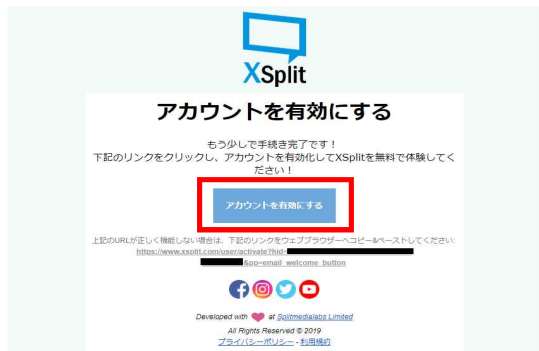 XSplit
アカウントを有効にする
もう少しで手続き完了です！
下記のリンクをクリックし、アカウントを有効化してXSplitを無料で体験してく
ださい！
アカウントを有効にする
上記のURLが正しく機能しない場合は、下記のリンクをウェブブラウザーへコピー&ペーストしてください:
https://www.xsplit.com/user/activate?hid=
&pp=email_welcome_button
Developed with at Splitmedialabs Limited
All Rights Reserved © 2019
プライバシーポリシー - 利用規約